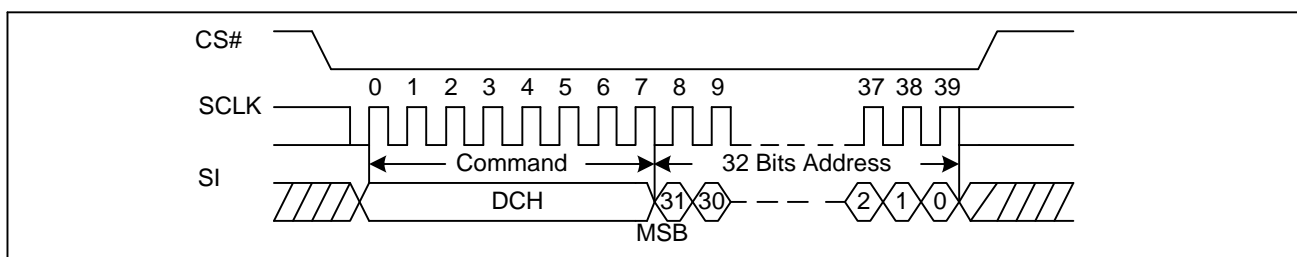 CS#
0 1 2 3 4 5 6 7 8 9 37 38 39
SCLK
Command 32 Bits Address
SI
DCH 31 30 2 1 0
MSB